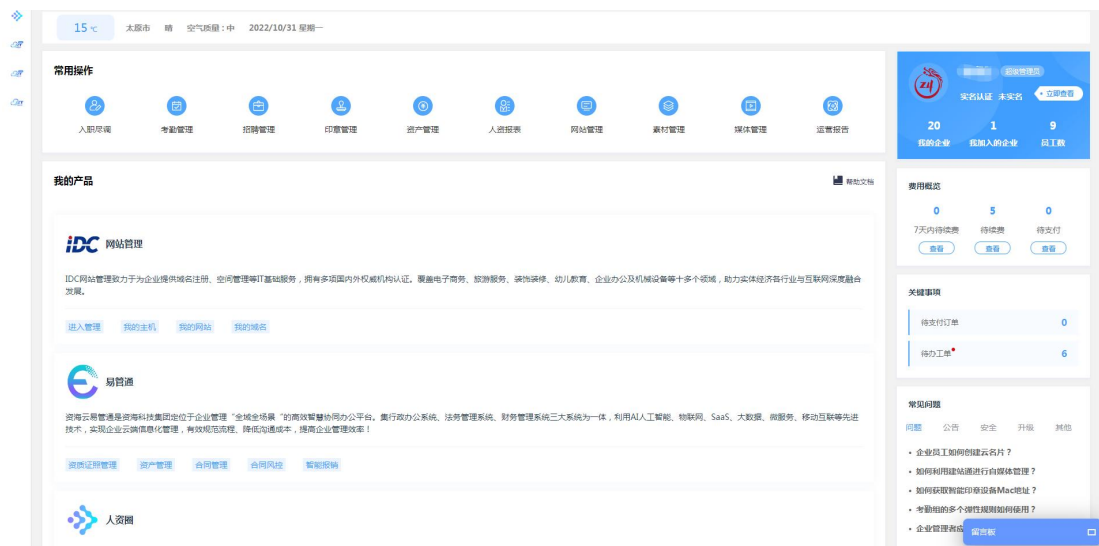 15 ℃ 太原市 晴 空气质量：中 2022/10/31 星期一
常用操作
入职尽调 考勤管理 招聘管理 印章管理 资产管理 人资报表 网站管理 素材管理 媒体管理 运营报告
我的产品
帮助文档
iDC 网站管理
IDC网站管理致力于为企业提供域名注册、空间管理等IT基础服务，拥有多项国内外权威机构认证。覆盖电子商务、旅游服务、装饰装修、幼儿教育、企业办公及机械设备等十多个领域，助力实体经济各行业与互联网深度融合
发展。
进入管理 我的主机 我的网站 我的域名
易管通
资海云易管通是资海科技集团定位于企业管理“全域全场景“的高效智慧协同办公平台。集行政办公系统、法务管理系统、财务管理系统三大系统为一体，利用AI人工智能、物联网、SaaS、大数据、微服务、移动互联等先进
技术，实现企业云端信息化管理，有效规范流程、降低沟通成本，提高企业管理效率！
资质证照管理 资产管理 合同管理 合同风控 智能报销
人资圈
超级管理员
实名认证 未实名 立即查看
20 1 9
我的企业 我加入的企业 员工数
费用概览
0 5 0
7天内待续费 待续费 待支付
查看 查看 查看
关键事项
待支付订单 0
待办工单 6
常见问题
问题 公告 安全 升级 其他
• 企业员工如何创建云名片？
• 如何利用建站通进行自媒体管理？
• 如何获取智能印章设备Mac地址？
• 考勤组的多个弹性规则如何使用？
• 企业管理者应
留言板